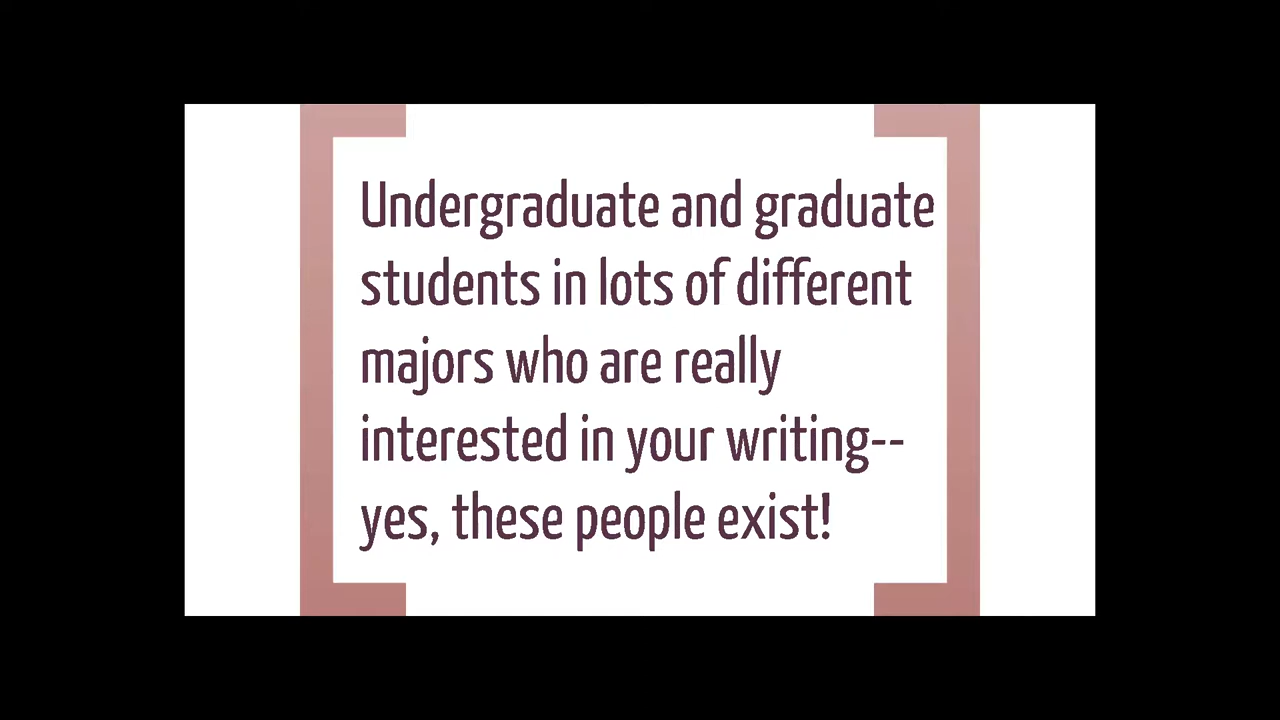 Undergraduate and graduate
students in lots of different
majors who are really
interested in your writing--
yes, these people exist!